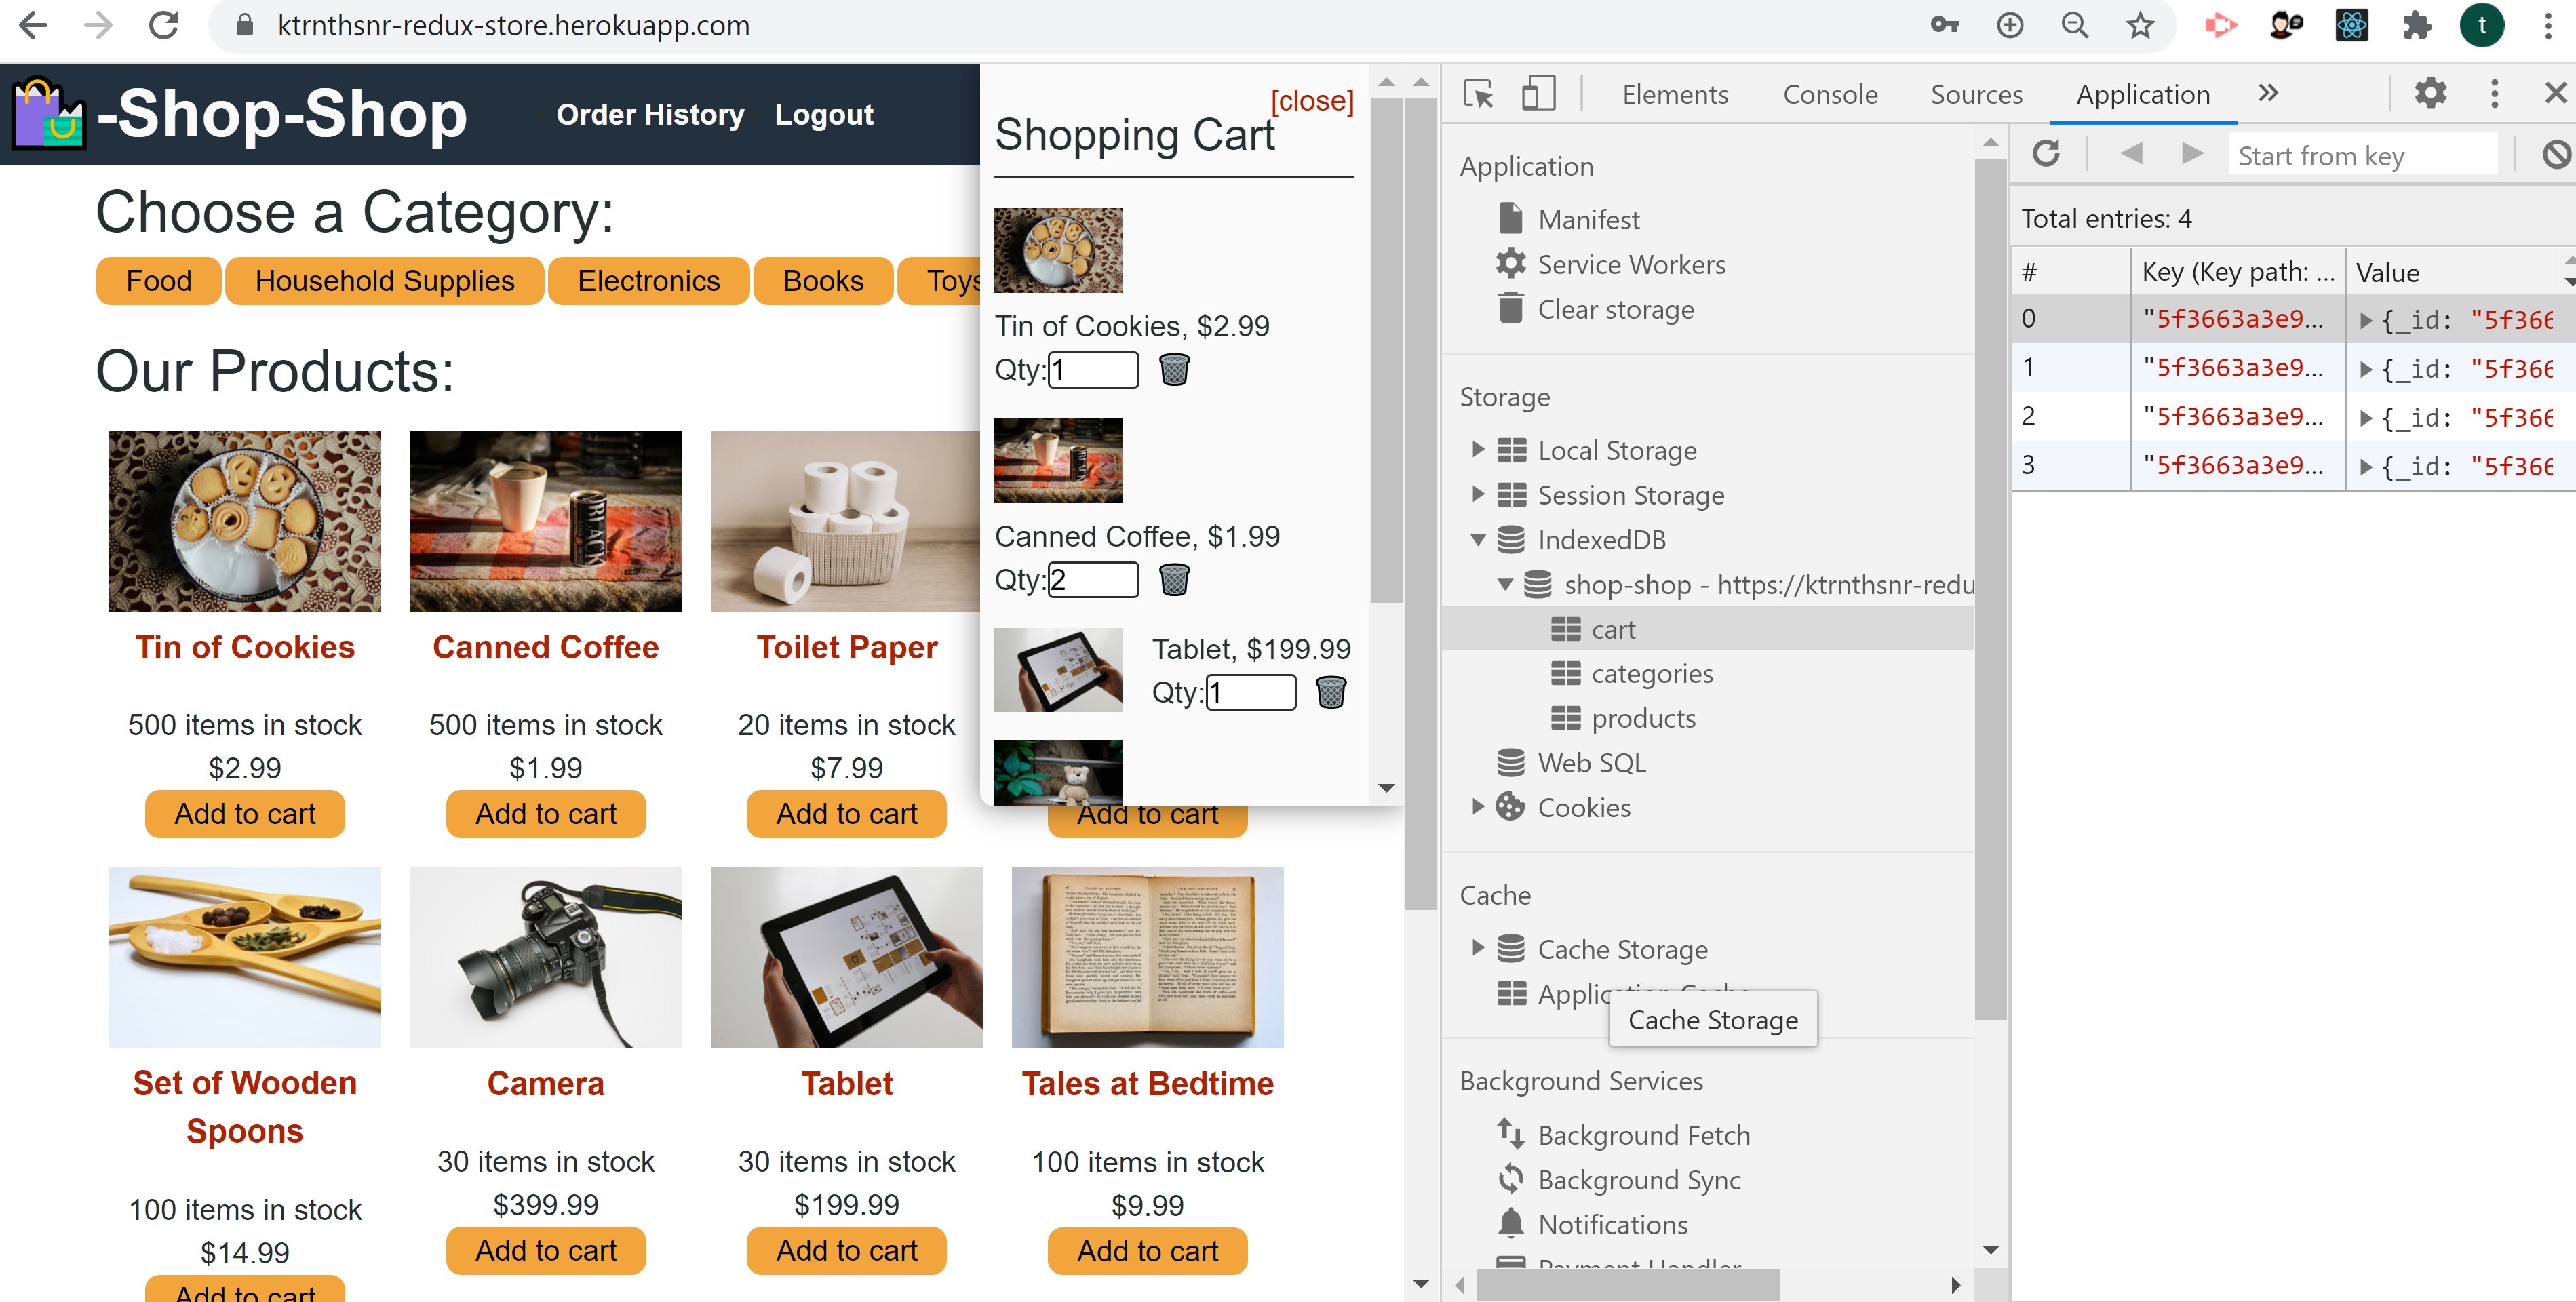 ktrnthsnr-redux-store.herokuapp.com
t
-Shop-Shop
Order History
Logout
Choose a Category:
Food
Household Supplies
Electronics
Books
Toys
Our Products:
Tin of Cookies
500 items in stock
$2.99
Add to cart
Canned Coffee
500 items in stock
$1.99
Add to cart
Toilet Paper
20 items in stock
$7.99
Add to cart
Add to cart
Set of Wooden
Spoons
100 items in stock
$14.99
Add to cart
Camera
30 items in stock
$399.99
Add to cart
Tablet
30 items in stock
$199.99
Add to cart
Tales at Bedtime
100 items in stock
$9.99
Add to cart
[close]
Shopping Cart
Tin of Cookies, $2.99
Qty:1
Canned Coffee, $1.99
Qty:2
Tablet, $199.99
Qty:1
BLACK
Elements
Console
Sources
Application
»
Application
Manifest
Service Workers
Clear storage
Storage
Local Storage
Session Storage
IndexedDB
shop-shop - https://ktrnthsnr-redu
cart
categories
products
Web SQL
Cookies
Cache
Cache Storage
Application Cache
Cache Storage
Background Services
Background Fetch
Background Sync
Notifications
Payment Handler
Start from key
Total entries: 4
# Key (Key path: ... Value
0 "5f3663a3e9... {_id: "5f366
1 "5f3663a3e9... {_id: "5f366
2 "5f3663a3e9... {_id: "5f366
3 "5f3663a3e9... {_id: "5f366